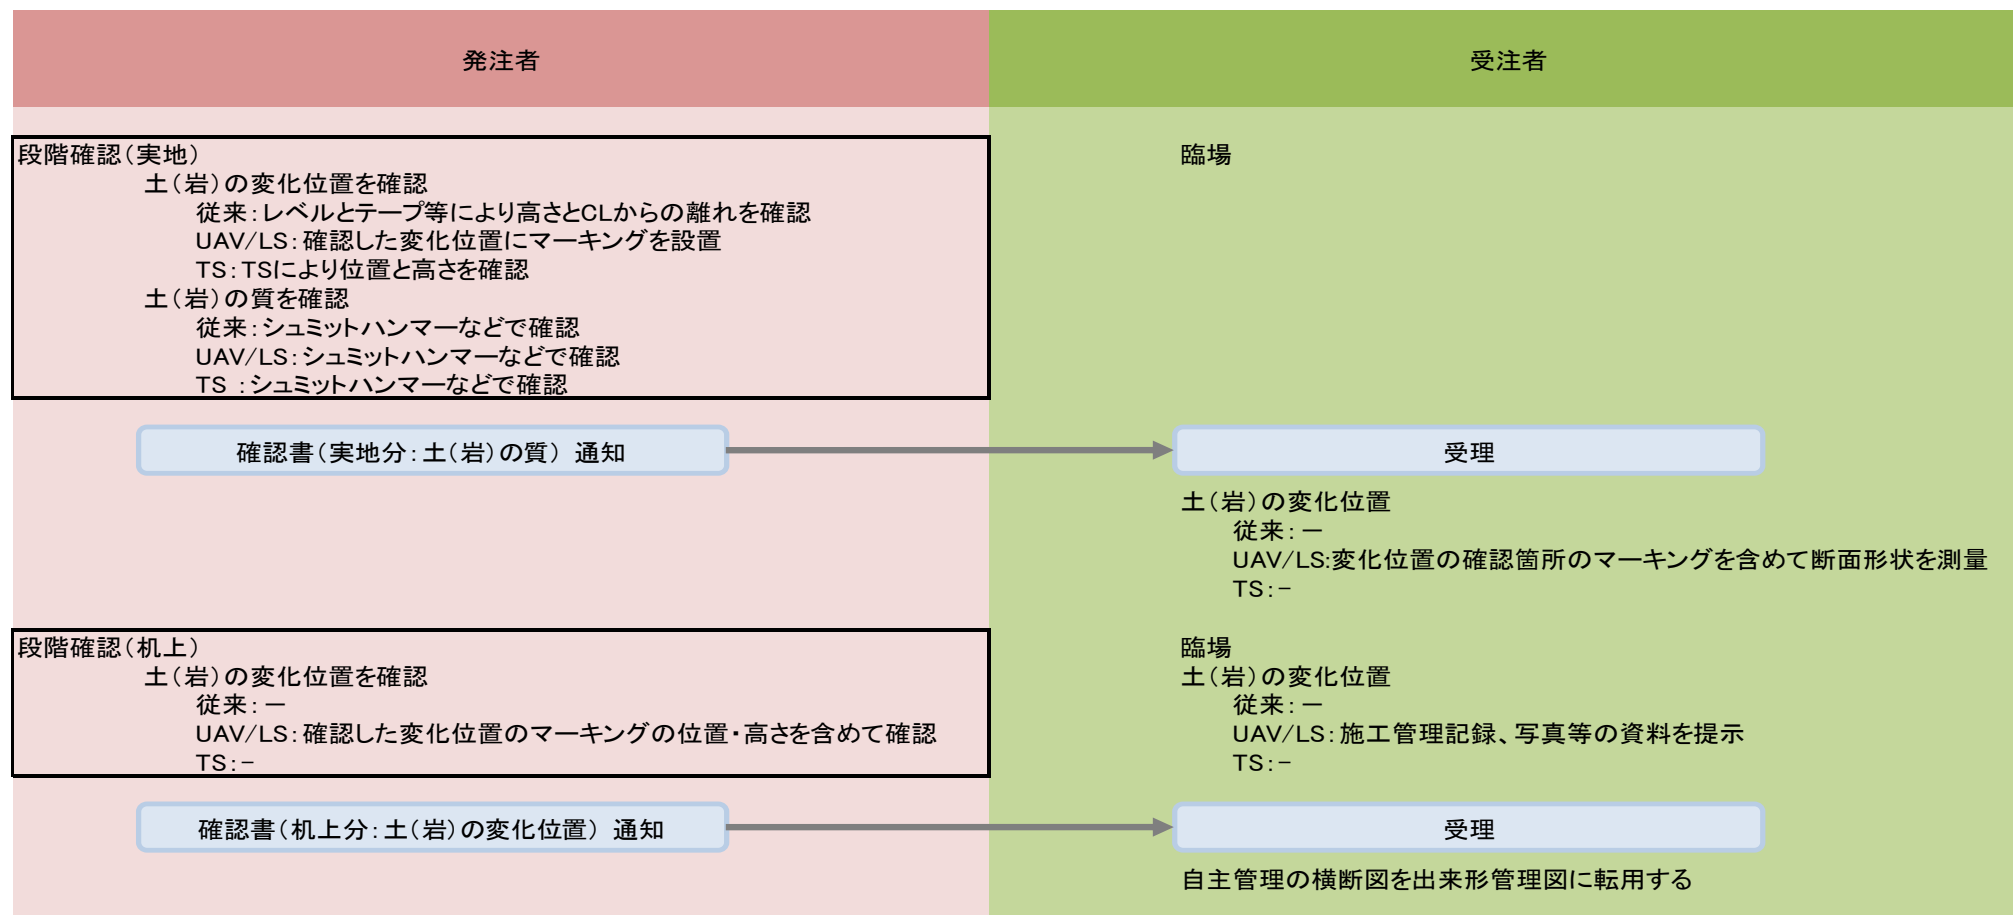 発注者
受注者
段階確認（実地）
土（岩）の変化位置を確認
従来：レベルとテープ等により高さとCLからの離れを確認
UAV/LS：確認した変化位置にマーキングを設置
TS：TSにより位置と高さを確認
土（岩）の質を確認
従来：シュミットハンマーなどで確認
UAV/LS：シュミットハンマーなどで確認
TS ：シュミットハンマーなどで確認
臨場
確認書（実地分：土（岩）の質） 通知
受理
土（岩）の変化位置
従来：－
UAV/LS:変化位置の確認箇所のマーキングを含めて断面形状を測量
TS：-
段階確認（机上）
土（岩）の変化位置を確認
従来：－
UAV/LS：確認した変化位置のマーキングの位置・高さを含めて確認
TS：-
臨場
土（岩）の変化位置
従来：－
UAV/LS：施工管理記録、写真等の資料を提示
TS：-
確認書（机上分：土（岩）の変化位置） 通知
受理
自主管理の横断図を出来形管理図に転用する